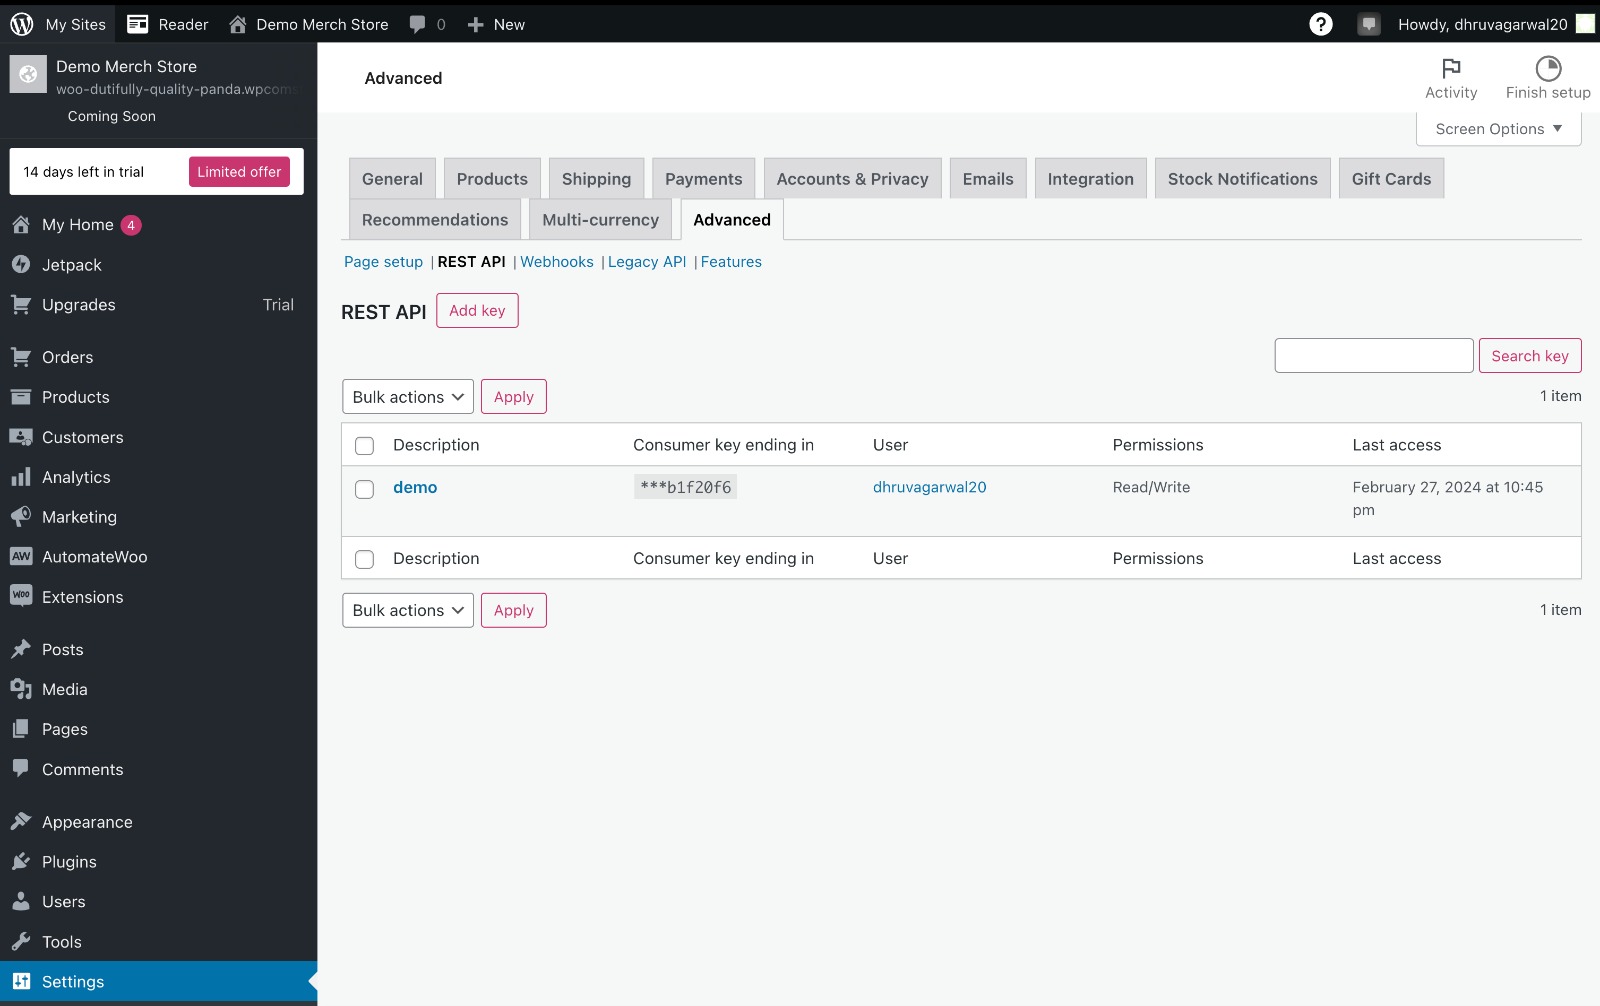 My Sites Reader Demo Merch Store 0 New Howdy, dhruvagarwal20
Demo Merch Store
woo-dutifully-quality-panda.wpcoms
Coming Soon
14 days left in trial Limited offer
My Home 4
Jetpack
Upgrades Trial
Orders
Products
Customers
Analytics
Marketing
AW AutomateWoo
Woo Extensions
Posts
Media
Pages
Comments
Appearance
Plugins
Users
Tools
Settings
Advanced
Activity Finish setup
Screen Options ▼
General Products Shipping Payments Accounts & Privacy Emails Integration Stock Notifications Gift Cards
Recommendations Multi-currency Advanced
Page setup | REST API | Webhooks | Legacy API | Features
REST API Add key
Search key
Bulk actions Apply 1 item
Description Consumer key ending in User Permissions Last access
demo ***b1f20f6 dhruvagarwal20 Read/Write February 27, 2024 at 10:45
pm
Description Consumer key ending in User Permissions Last access
Bulk actions Apply 1 item